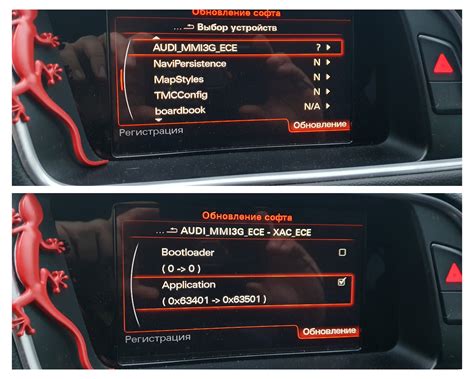 Обновление софта
... Выбор устройств
AUDI_MMI3G_ECE ?
NaviPersistence N
MapStyles N
TMCConfig N
boardbook N/A
Регистрация Обновление
Обновление софта
... AUDI_MMI3G_ECE - XAC_ECE
Bootloader
( 0 -> 0 )
Application
( 0x63401 -> 0x63501 )
Регистрация Обновление